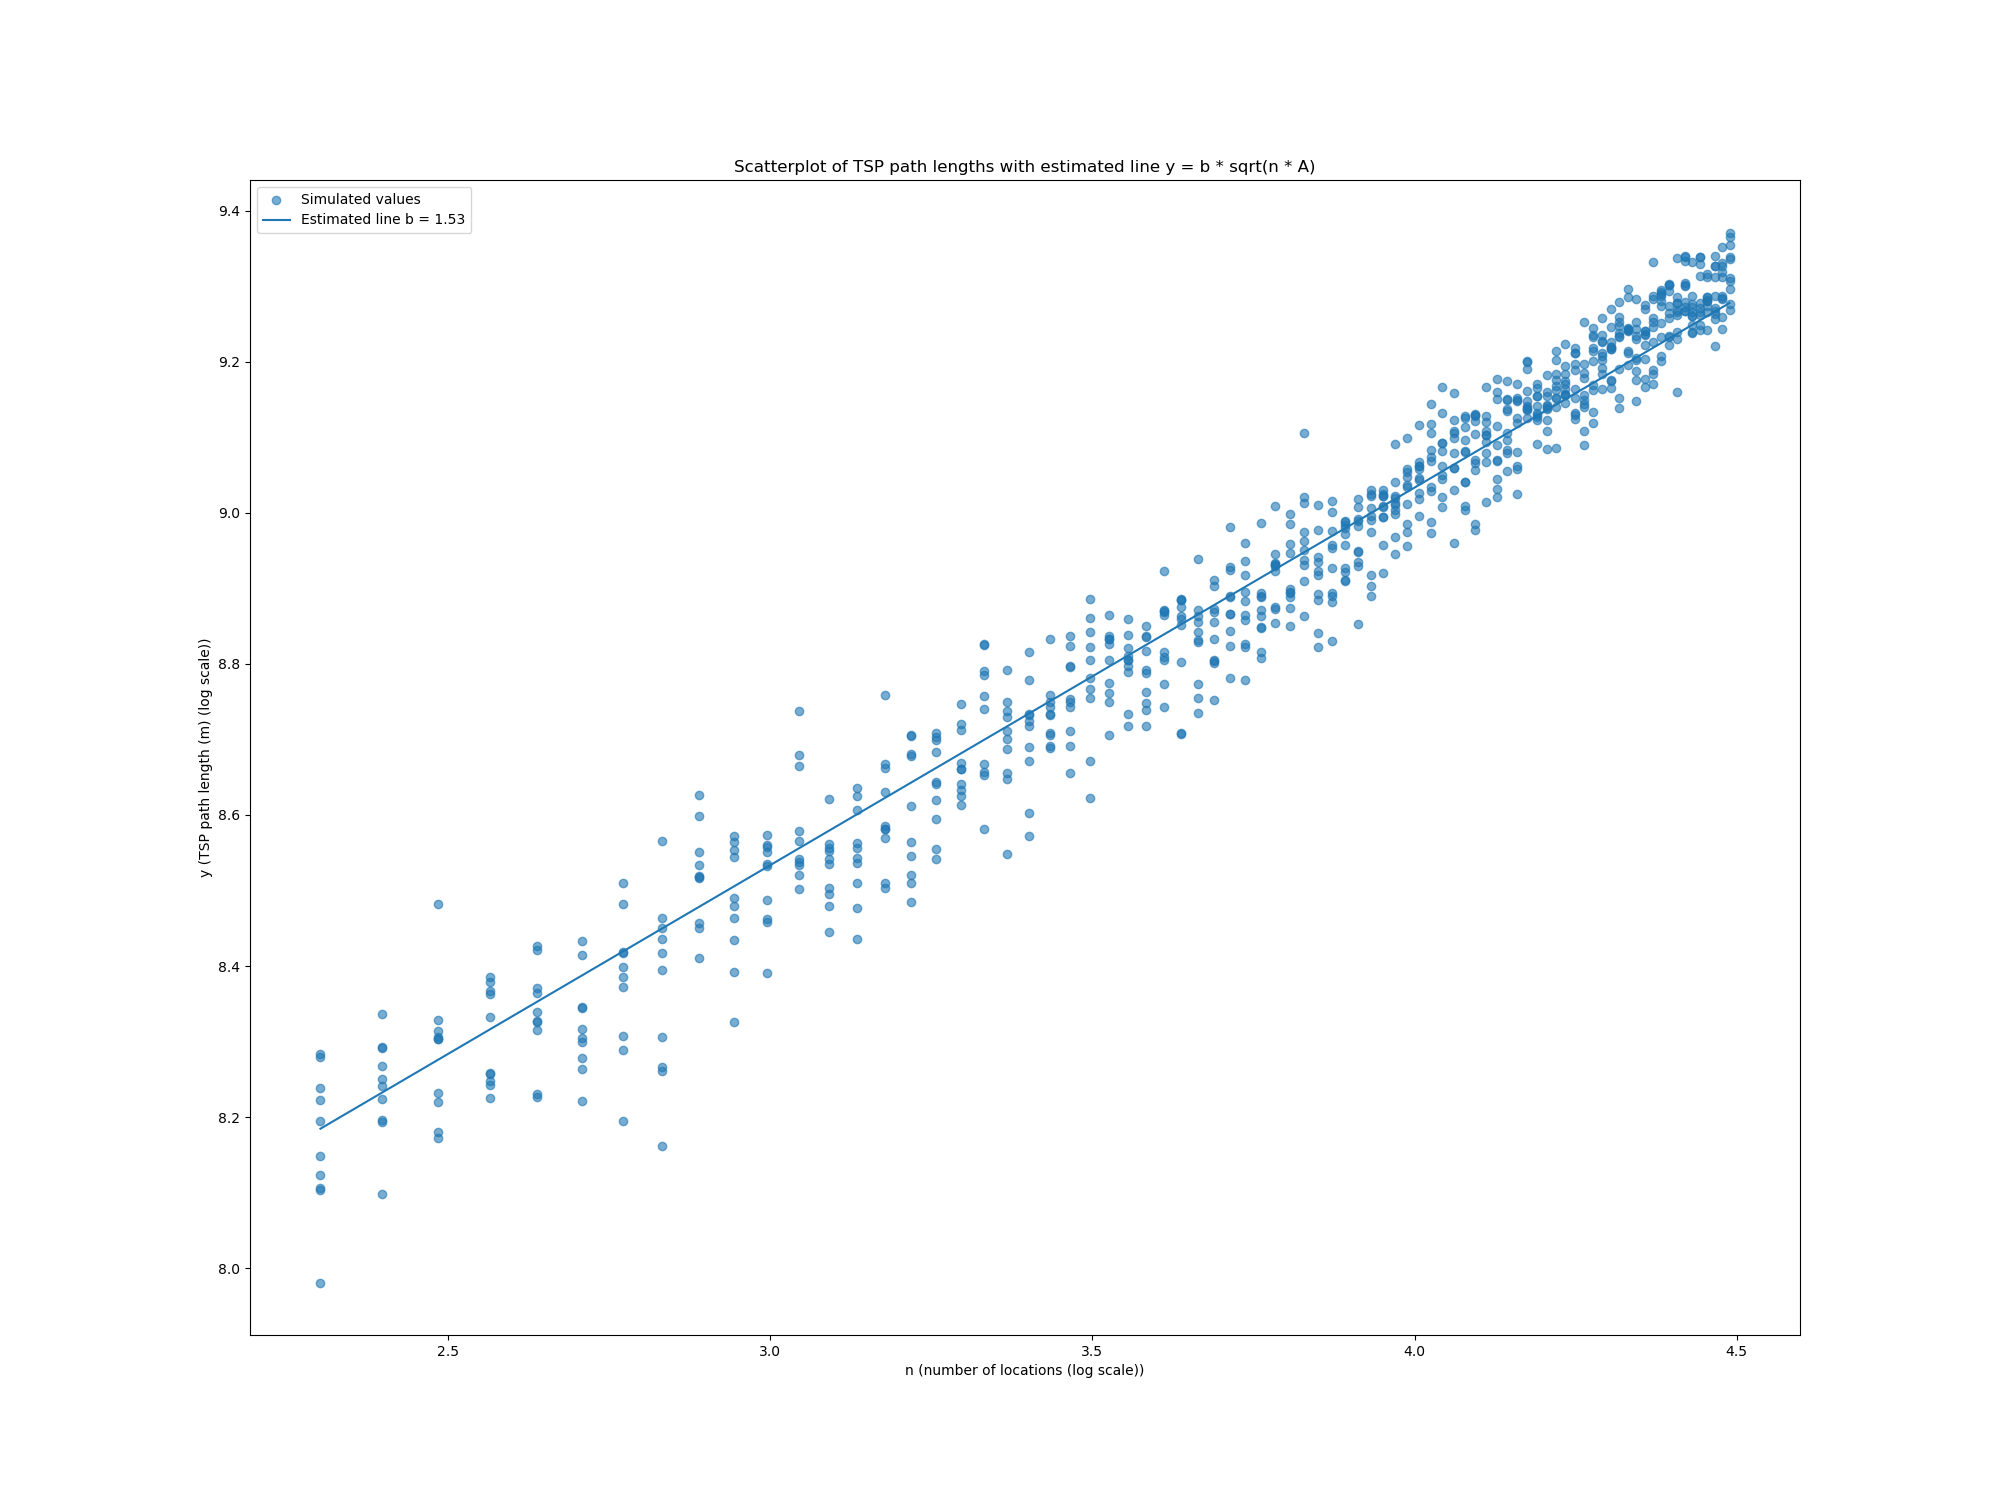 Scatterplot of TSP path lengths with estimated line y = b * sqrt(n * A)
Simulated values
Estimated line b = 1.53
9.4
9.2
9.0
8.8
8.6
8.4
8.2
8.0
y (TSP path length (m) (log scale))
2.5
3.0
3.5
4.0
4.5
n (number of locations (log scale))